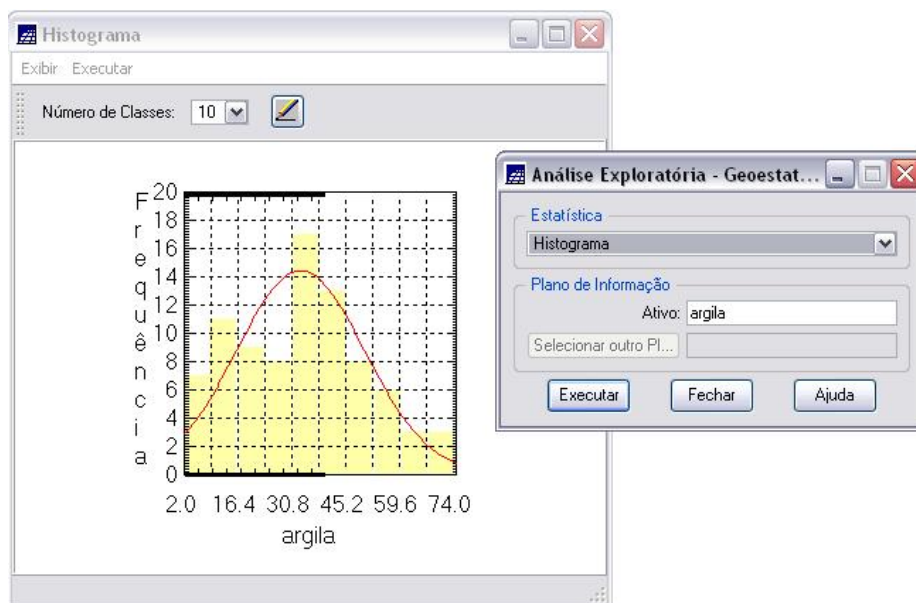 Histograma
Exibir Executar
Número de Classes: 10
Frequência
20
18
16
14
12
10
8
6
4
2
0
2.0 16.4 30.8 45.2 59.6 74.0
argila
Análise Exploratória - Geoestat...
Estatística
Histograma
Plano de Informação
Ativo: argila
Selecionar outro PI...
Executar Fechar Ajuda